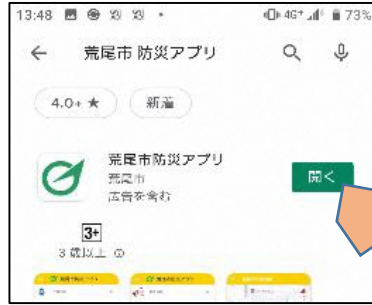 13:48 4G+ 73%
荒尾市 防災アプリ
4.0+ ★ 新着
荒尾市防災アプリ
荒尾市
広告を含む
開く
3+
3 歳以上